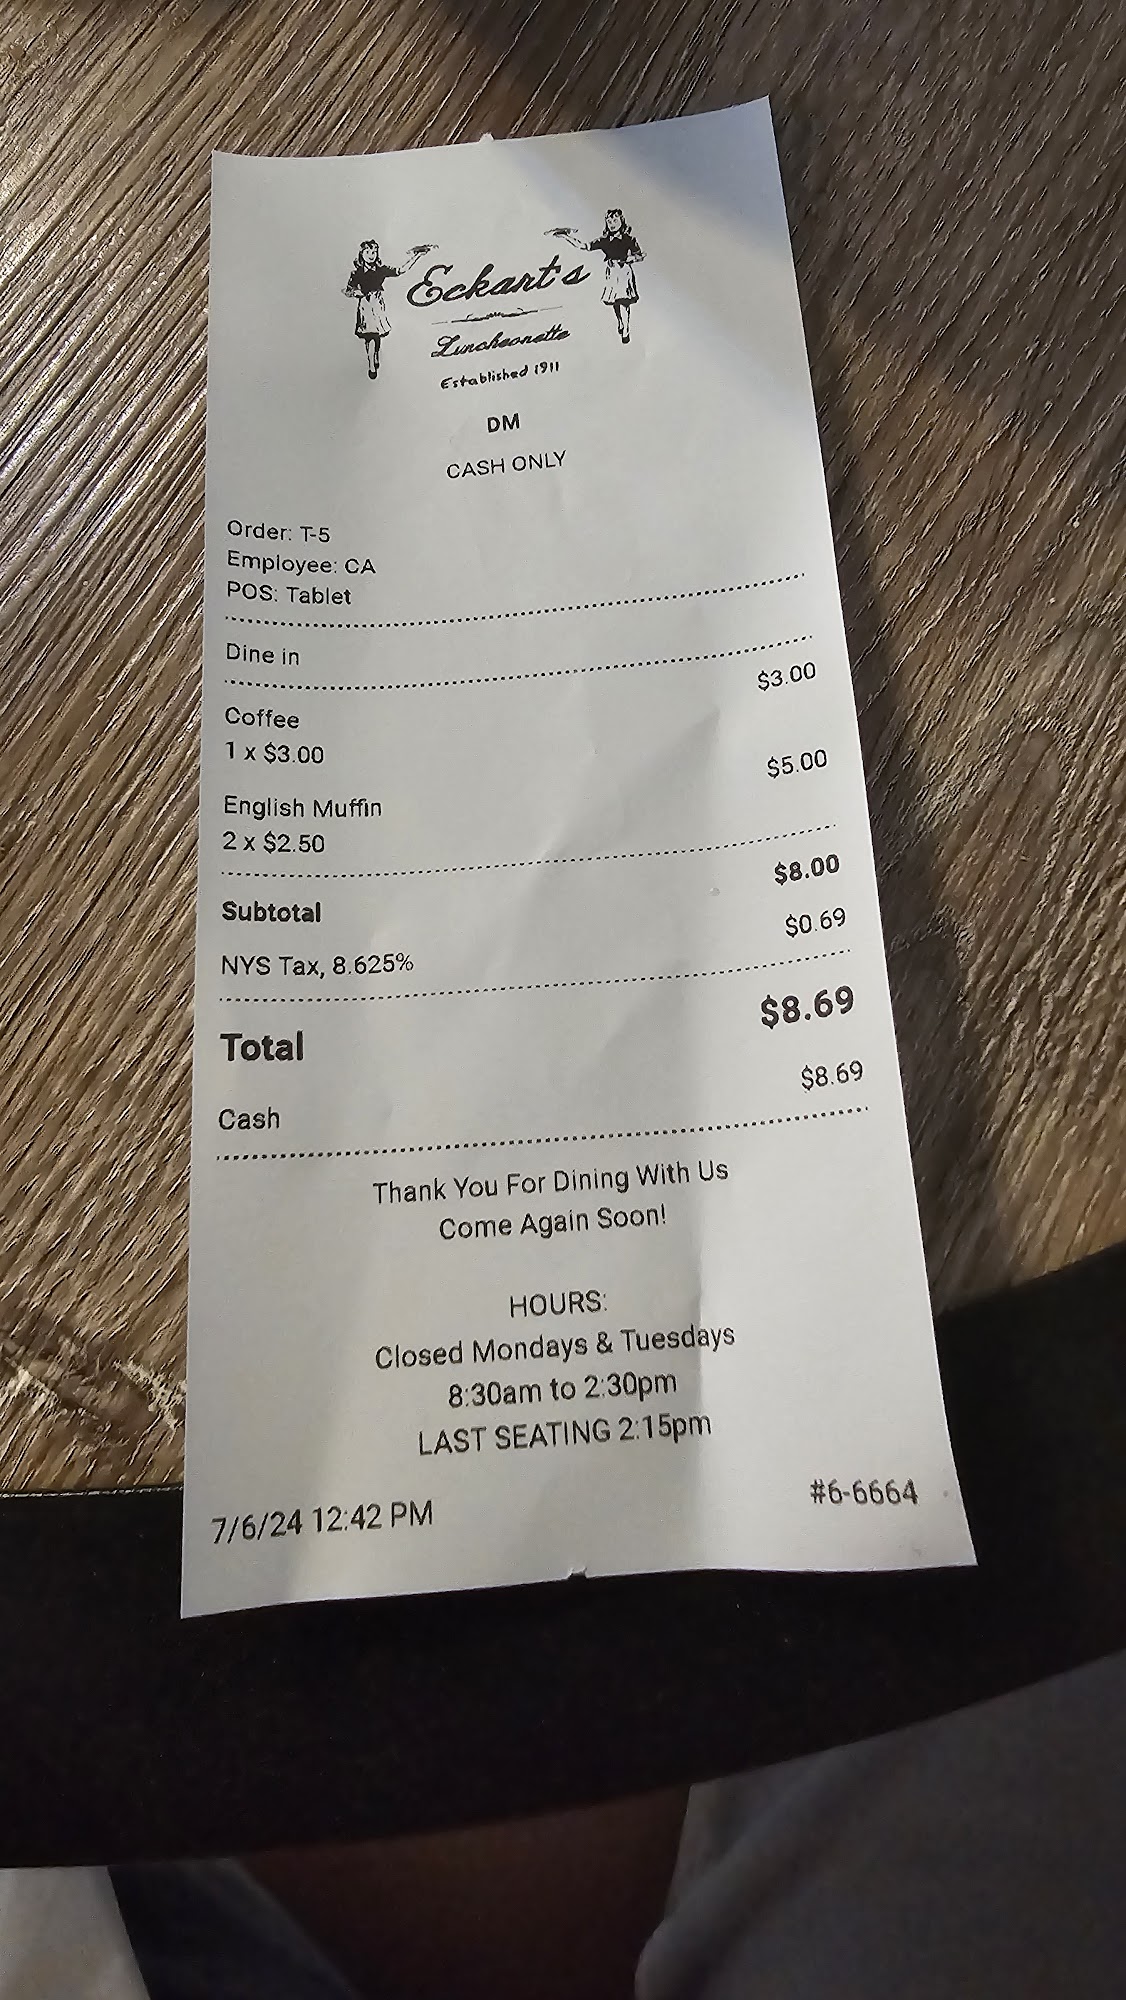 Eckart's
Luncheonette
Established 1911
DM
CASH ONLY
Order: T-5
Employee: CA
POS: Tablet
Dine in
Coffee $3.00
1 x $3.00
English Muffin $5.00
2 x $2.50
Subtotal $8.00
NYS Tax, 8.625% $0.69
Total $8.69
Cash $8.69
Thank You For Dining With Us
Come Again Soon!
HOURS:
Closed Mondays & Tuesdays
8:30am to 2:30pm
LAST SEATING 2:15pm
7/6/24 12:42 PM #6-6664